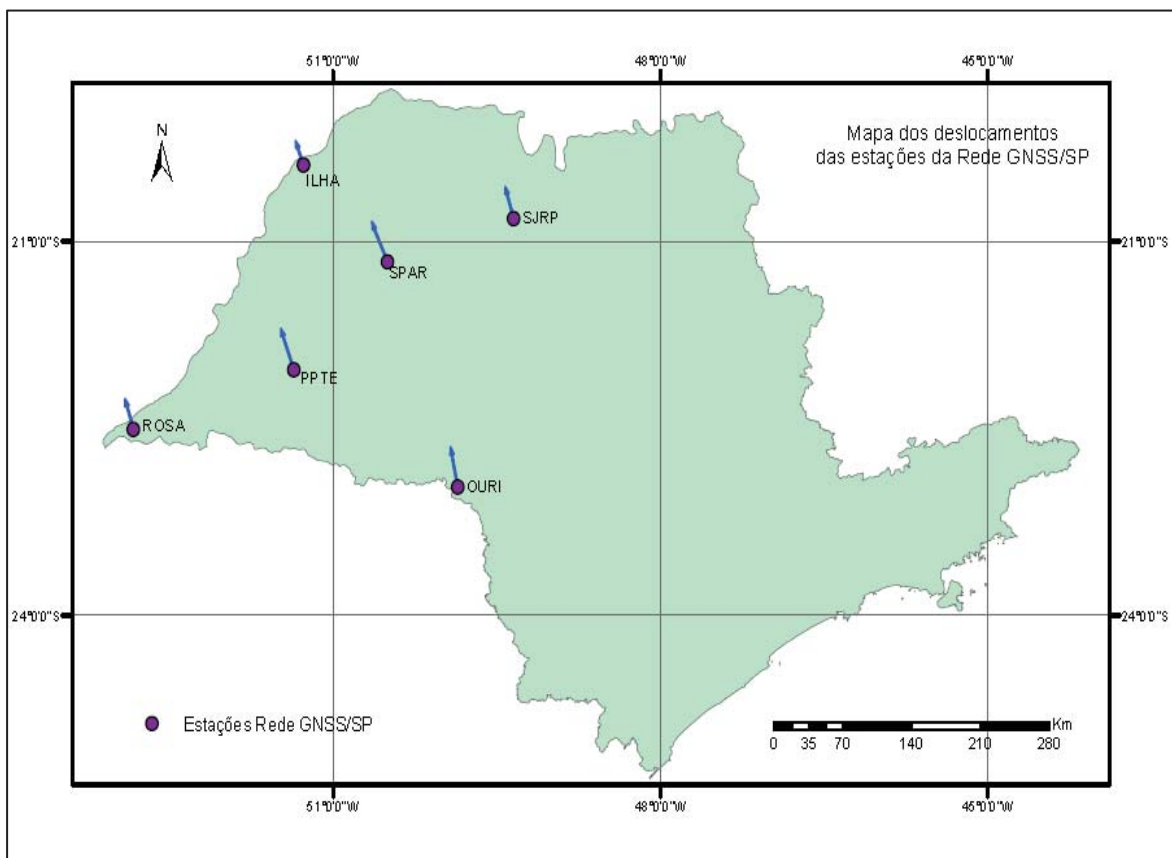 51°0'0"W 48°0'0"W 45°0'0"W
N
Mapa dos deslocamentos
das estações da Rede GNSS/SP
ILHA
SJRP
21°0'0"S 21°0'0"S
SPAR
PPTE
ROSA
OURI
24°0'0"S 24°0'0"S
Estações Rede GNSS/SP
Km
0 35 70 140 210 280
51°0'0"W 48°0'0"W 45°0'0"W